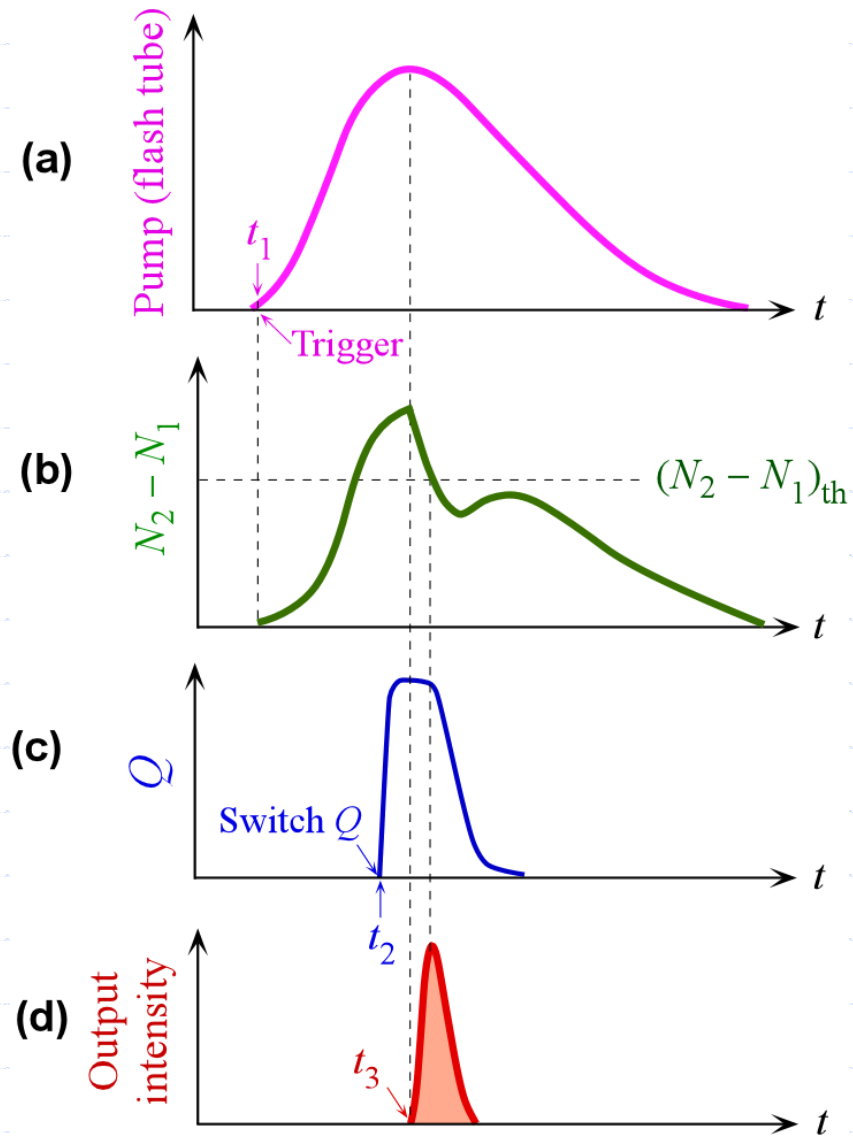 (a)
Pump (flash tube)
t1
Trigger
t
(b)
N2 − N1
(N2 − N1)th
t
(c)
Q
Switch Q
t2
t
(d)
Output
intensity
t3
t